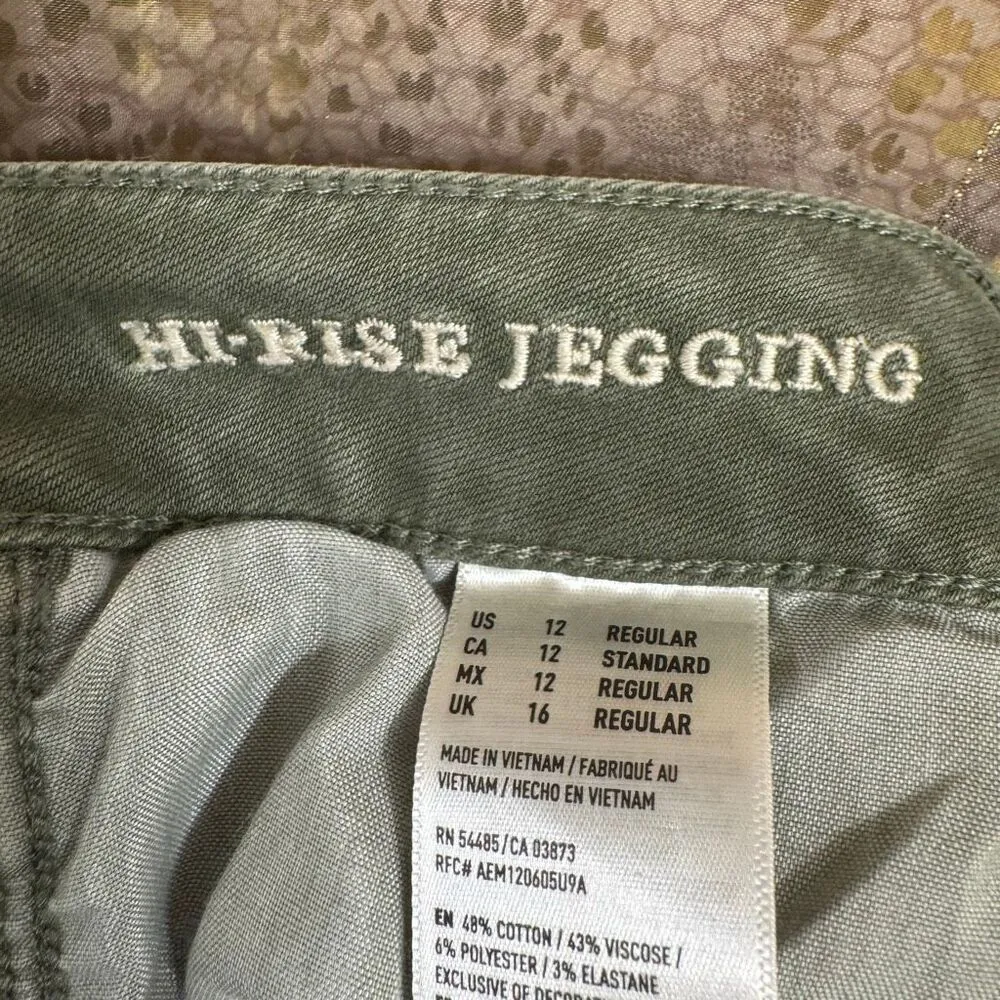 HI-RISE JEGGING
US 12 REGULAR
CA 12 STANDARD
MX 12 REGULAR
UK 16 REGULAR
MADE IN VIETNAM / FABRIQUÉ AU
VIETNAM / HECHO EN VIETNAM
RN 54485 / CA 03873
RFC# AEM120605U9A
EN 48% COTTON / 43% VISCOSE /
6% POLYESTER / 3% ELASTANE
EXCLUSIVE OF